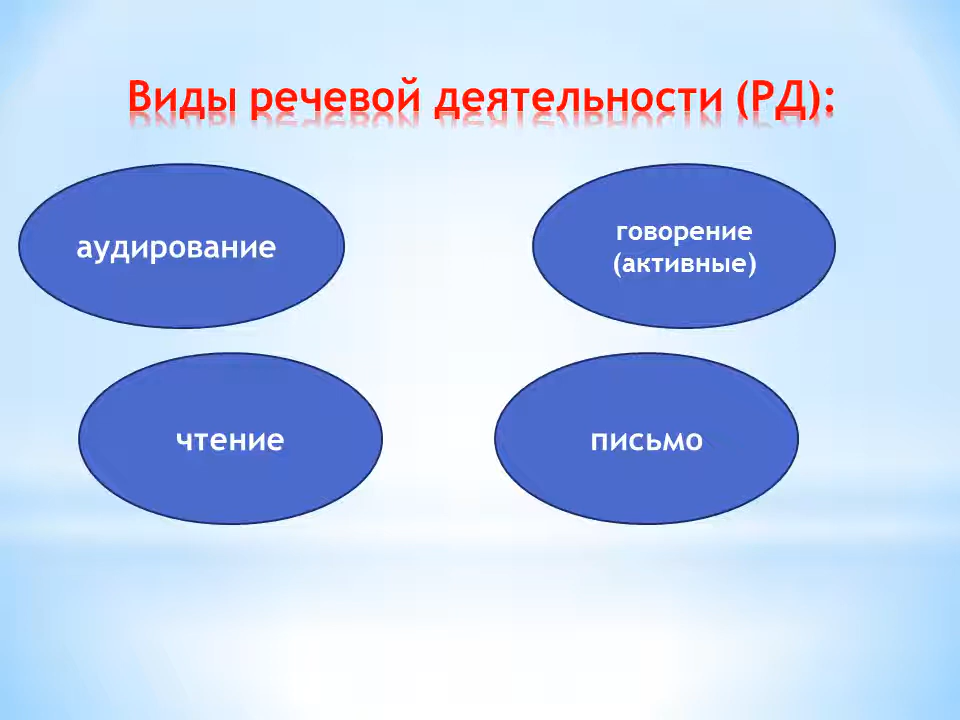 Виды речевой деятельности (РД):
аудирование
говорение
(активные)
чтение
письмо